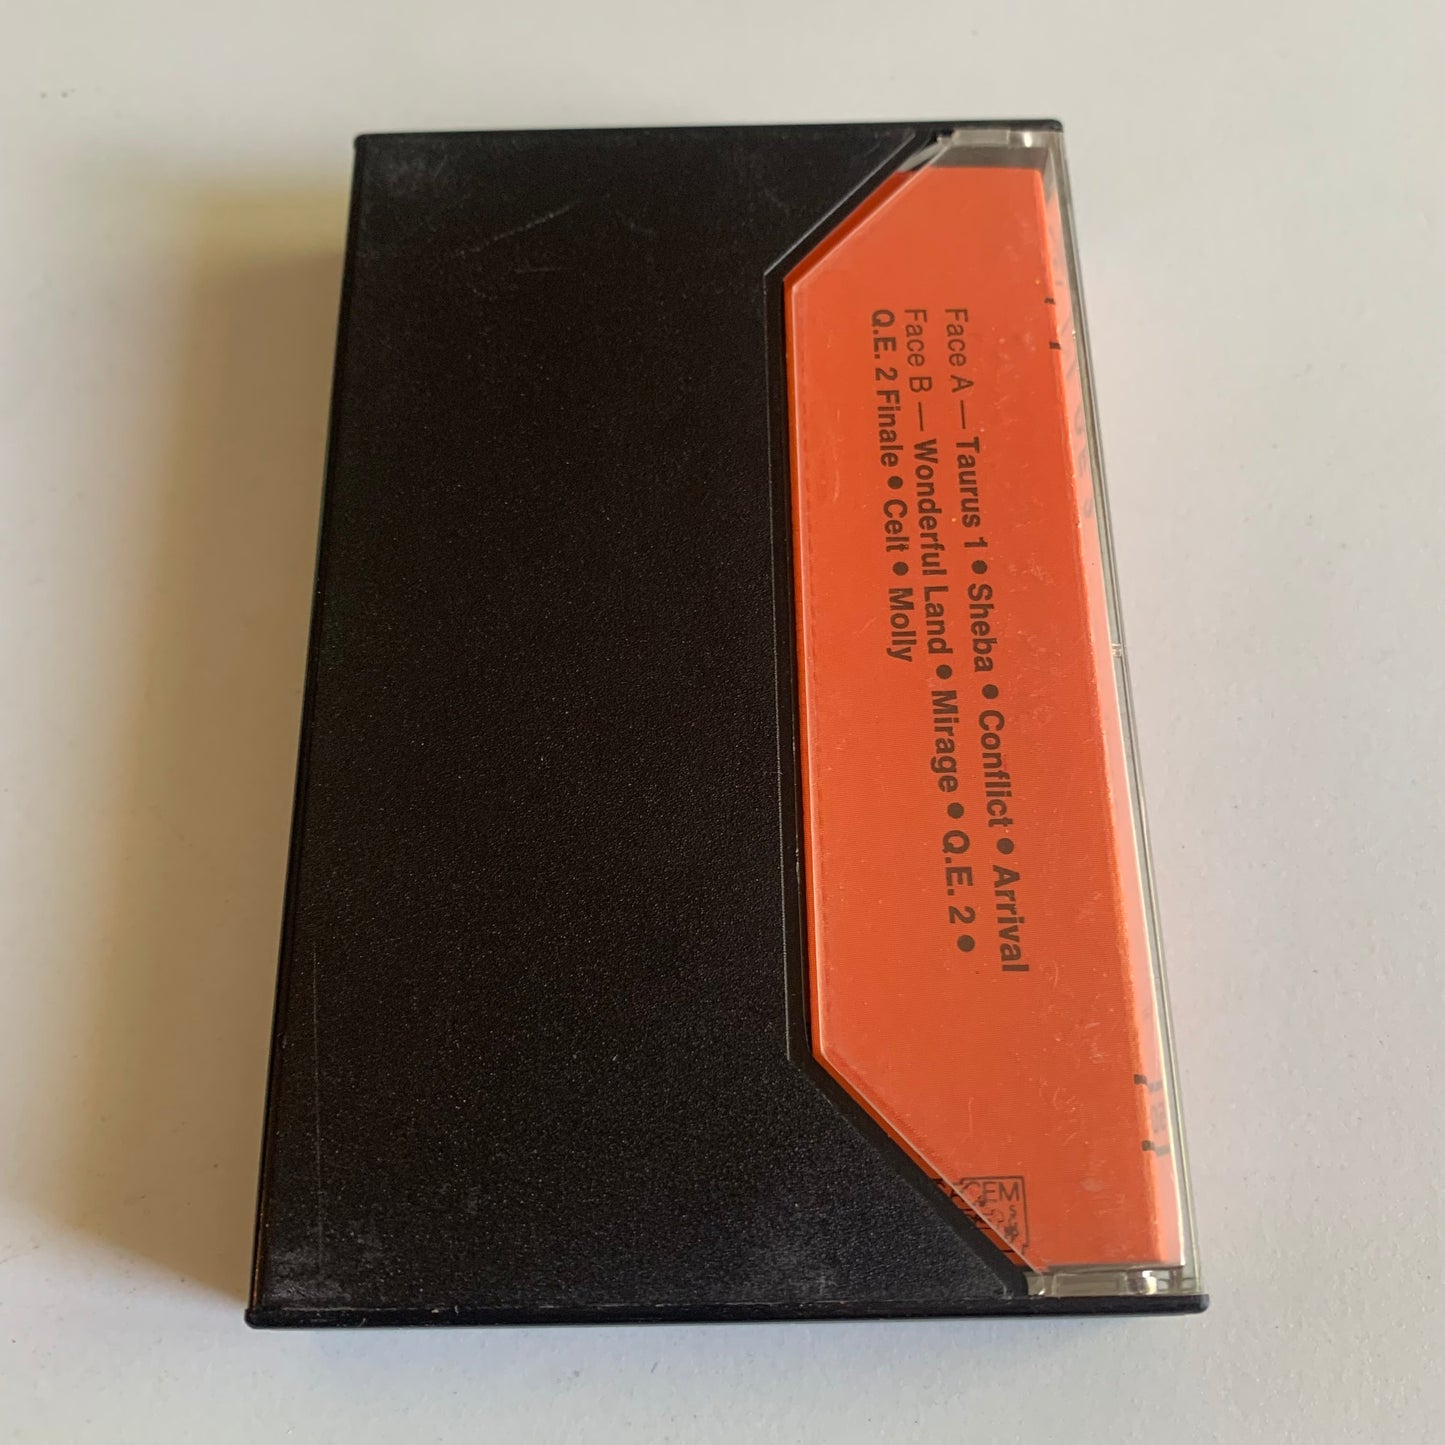 Face A — Taurus 1 • Sheba • Conflict • Arrival
Face B — Wonderful Land • Mirage • Q.E. 2 •
Q.E. 2 Finale • Celt • Molly